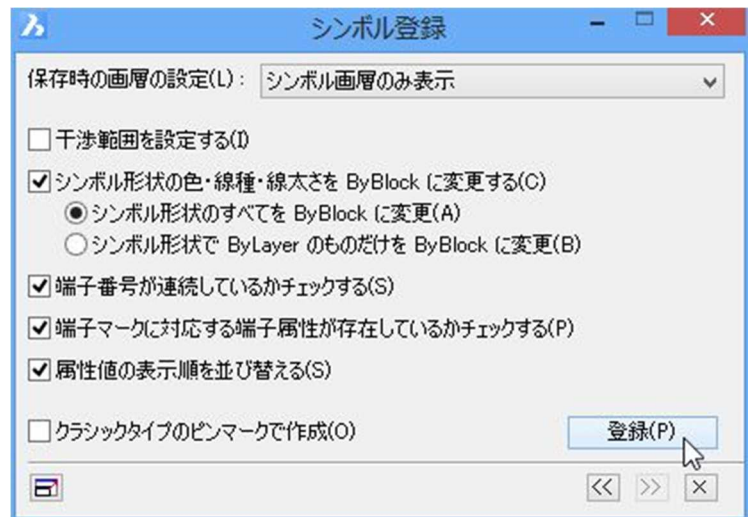 シンボル登録
保存時の画層の設定(L): シンボル画層のみ表示
干渉範囲を設定する(I)
シンボル形状の色・線種・線太さを ByBlock に変更する(C)
シンボル形状のすべてを ByBlock に変更(A)
シンボル形状で ByLayer のものだけを ByBlock に変更(B)
端子番号が連続しているかチェックする(S)
端子マークに対応する端子属性が存在しているかチェックする(P)
属性値の表示順を並び替える(S)
クラシックタイプのピンマークで作成(O) 登録(P)